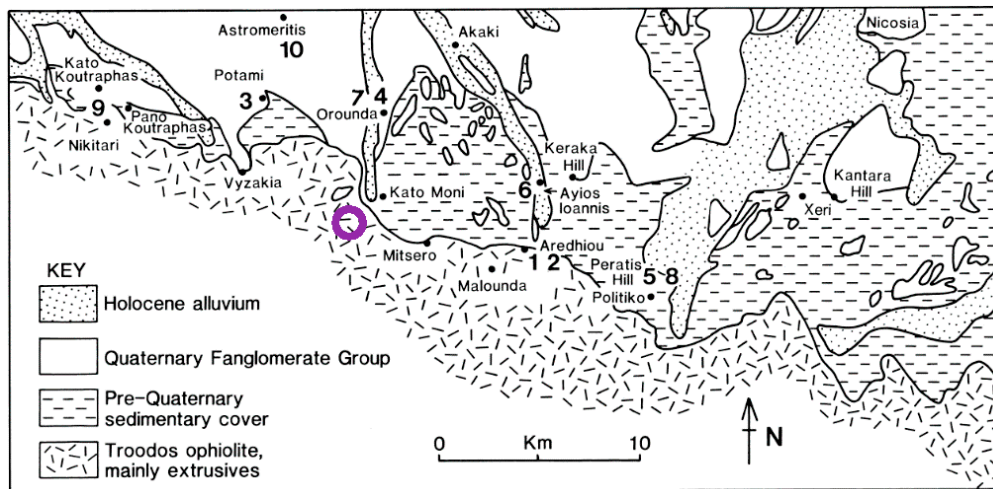 Nicosia
Astromeritis
10
Akaki
Kato
Koutraphas
Potami
9
Pano
Koutraphas
Nikitari
3
7 4
Orounda
Vyzakia
Keraka
Hill
Kantara
Hill
6
Ayios
Ioannis
Xeri
Kato Moni
Mitsero
Aredhiou
1 2
Malounda
Peratis
Hill
5 8
Politiko
KEY
Holocene alluvium
Quaternary Fanglomerate Group
Pre-Quaternary
sedimentary cover
Troodos ophiolite,
mainly extrusives
Km
0 10
N